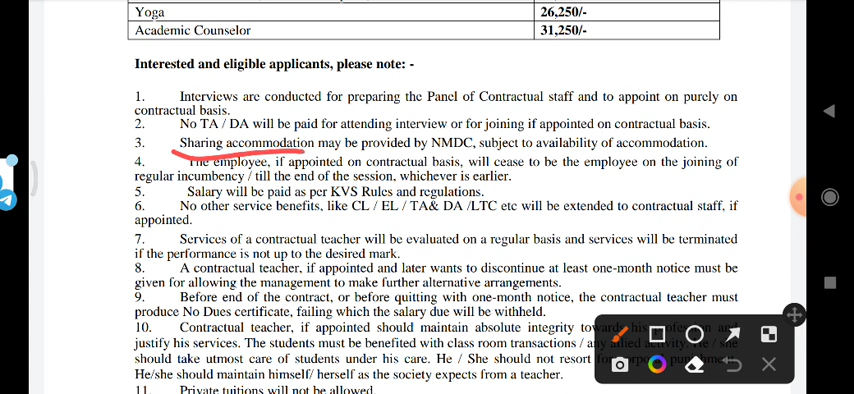 Yoga 26,250/-
Academic Counselor 31,250/-
Interested and eligible applicants, please note: -
1. Interviews are conducted for preparing the Panel of Contractual staff and to appoint on purely on
contractual basis.
2. No TA / DA will be paid for attending interview or for joining if appointed on contractual basis.
3. Sharing accommodation may be provided by NMDC, subject to availability of accommodation.
4. The employee, if appointed on contractual basis, will cease to be the employee on the joining of
regular incumbency / till the end of the session, whichever is earlier.
5. Salary will be paid as per KVS Rules and regulations.
6. No other service benefits, like CL / EL / TA& DA /LTC etc will be extended to contractual staff, if
appointed.
7. Services of a contractual teacher will be evaluated on a regular basis and services will be terminated
if the performance is not up to the desired mark.
8. A contractual teacher, if appointed and later wants to discontinue at least one-month notice must be
given for allowing the management to make further alternative arrangements.
9. Before end of the contract, or before quitting with one-month notice, the contractual teacher must
produce No Dues certificate, failing which the salary due will be withheld.
10. Contractual teacher, if appointed should maintain absolute integrity towards his profession and
justify his services. The students must be benefited with class room transactions / any allied activity. He / she
should take utmost care of students under his care. He / She should not resort for corporal punishment.
He/she should maintain himself/ herself as the society expects from a teacher.
11. Private tuitions will not be allowed.